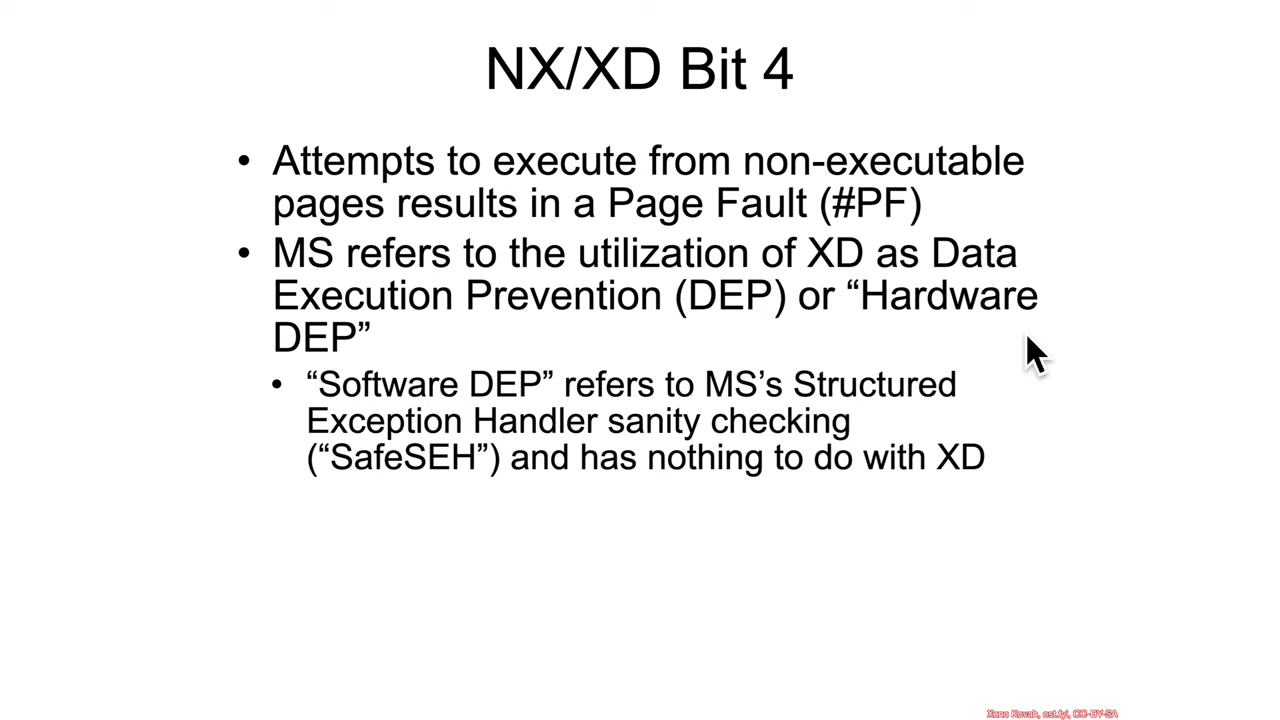 NX/XD Bit 4
• Attempts to execute from non-executable
pages results in a Page Fault (#PF)
• MS refers to the utilization of XD as Data
Execution Prevention (DEP) or “Hardware
DEP”
• “Software DEP” refers to MS’s Structured
Exception Handler sanity checking
(“SafeSEH”) and has nothing to do with XD
Xeno Kovah, ost.fyi, CC-BY-SA